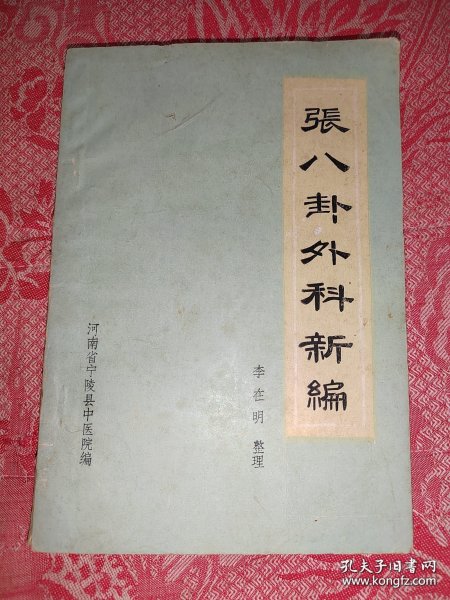 張八卦外科新編
李在明 整理
河南省宁陵县中医院编
孔夫子旧书网
www.kongfz.com